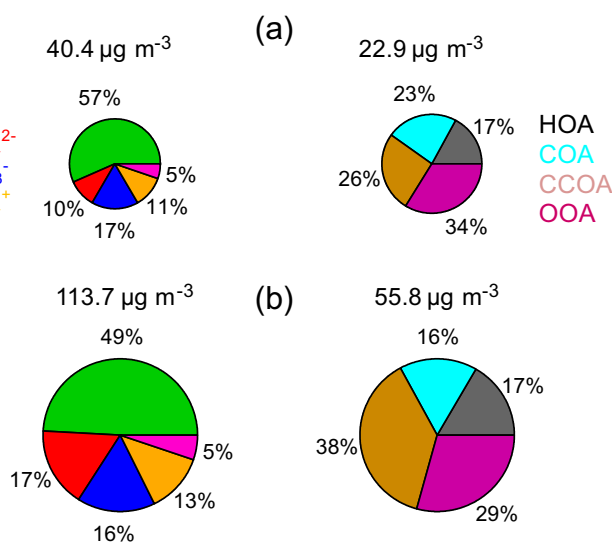 (a)
40.4 µg m-3
22.9 µg m-3
57%
5%
11%
17%
10%
23%
17%
26%
34%
2-
-
+
HOA
COA
CCOA
OOA
(b)
113.7 µg m-3
55.8 µg m-3
49%
5%
13%
16%
17%
16%
17%
38%
29%